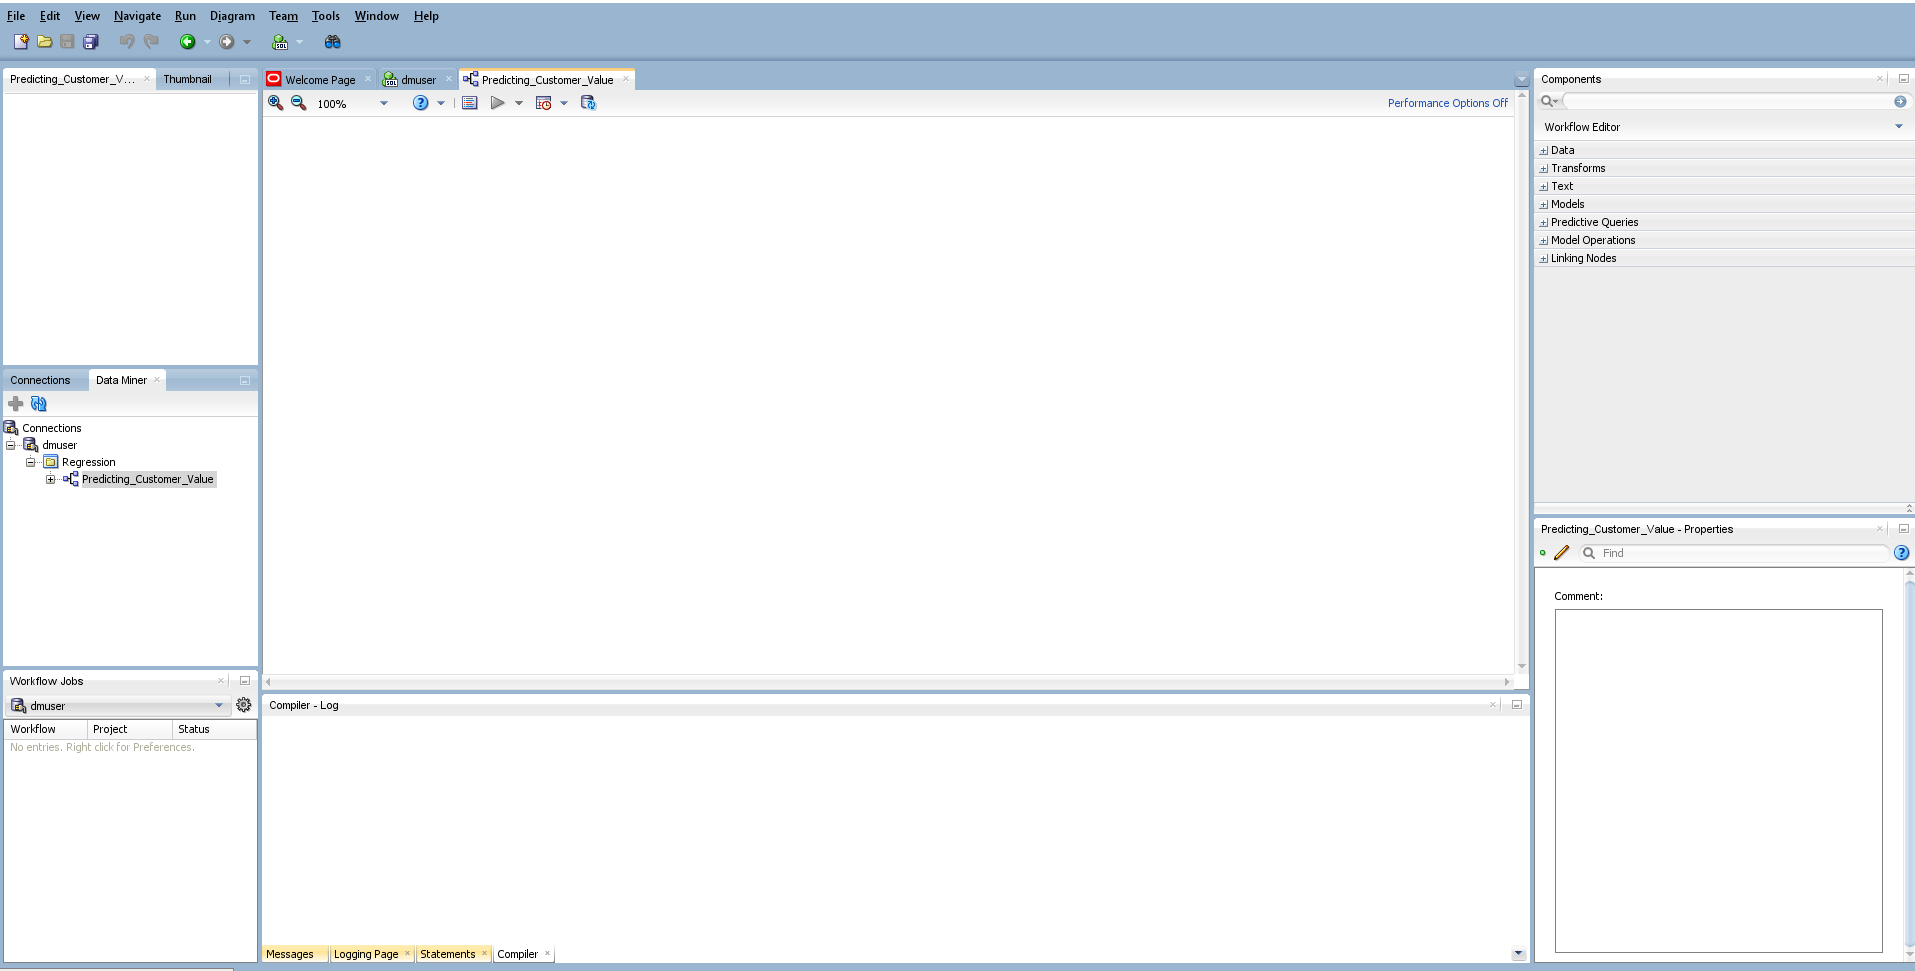 File Edit View Navigate Run Diagram Team Tools Window Help
Predicting_Customer_V... Thumbnail
Welcome Page dmuser Predicting_Customer_Value
100%
Performance Options Off
Connections Data Miner
Connections
dmuser
Regression
Predicting_Customer_Value
Workflow Jobs
dmuser
Workflow Project Status
No entries. Right click for Preferences.
Compiler - Log
Messages Logging Page Statements Compiler
Components
Workflow Editor
Data
Transforms
Text
Models
Predictive Queries
Model Operations
Linking Nodes
Predicting_Customer_Value - Properties
Find
Comment: